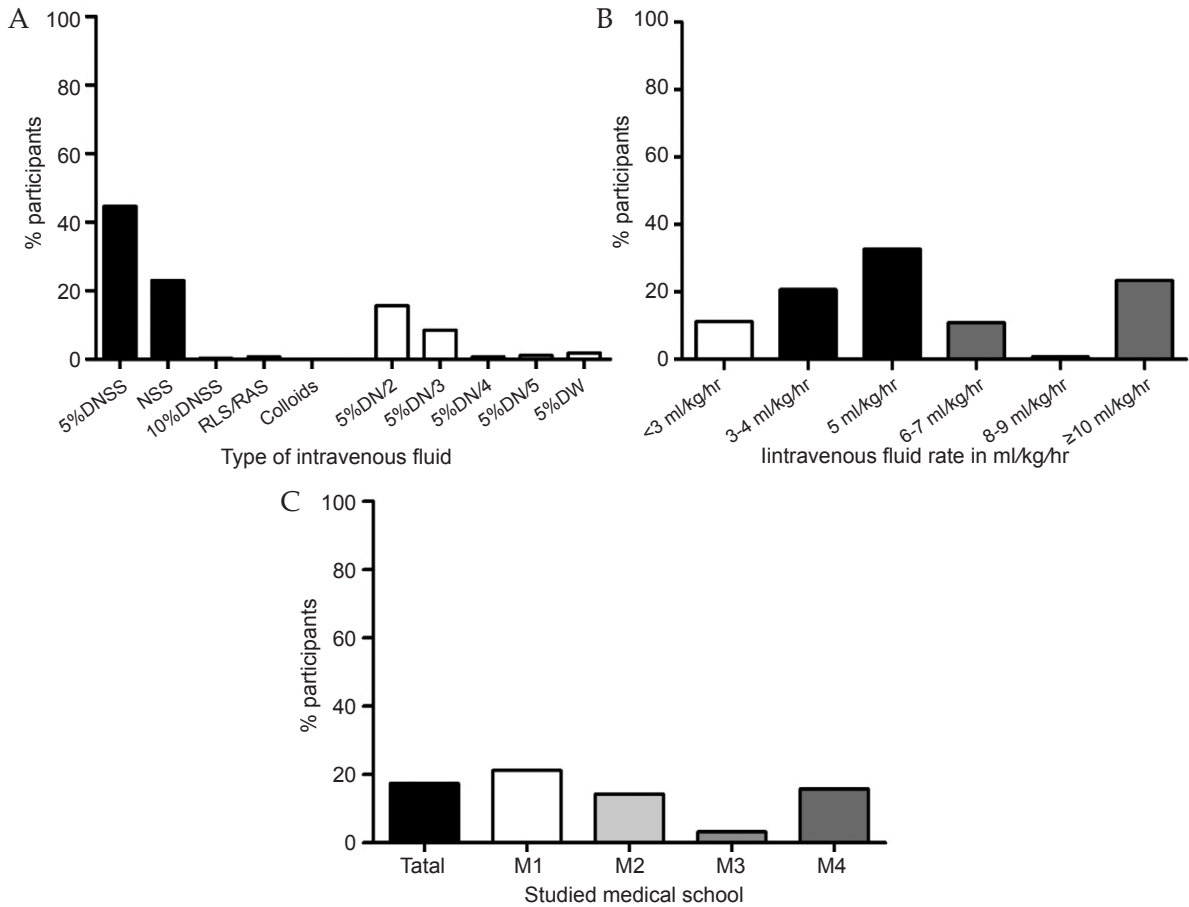 A
100
80
60
40
20
0
% participants
5%DNSS
NSS
10%DNSS
RLS/RAS
Colloids
5%DN/2
5%DN/3
5%DN/4
5%DN/5
5%DW
Type of intravenous fluid
B
100
80
60
40
20
0
% participants
<3 ml/kg/hr
3-4 ml/kg/hr
5 ml/kg/hr
6-7 ml/kg/hr
8-9 ml/kg/hr
≥10 ml/kg/hr
Iintravenous fluid rate in ml/kg/hr
C
100
80
60
40
20
0
% participants
Tatal
M1
M2
M3
M4
Studied medical school